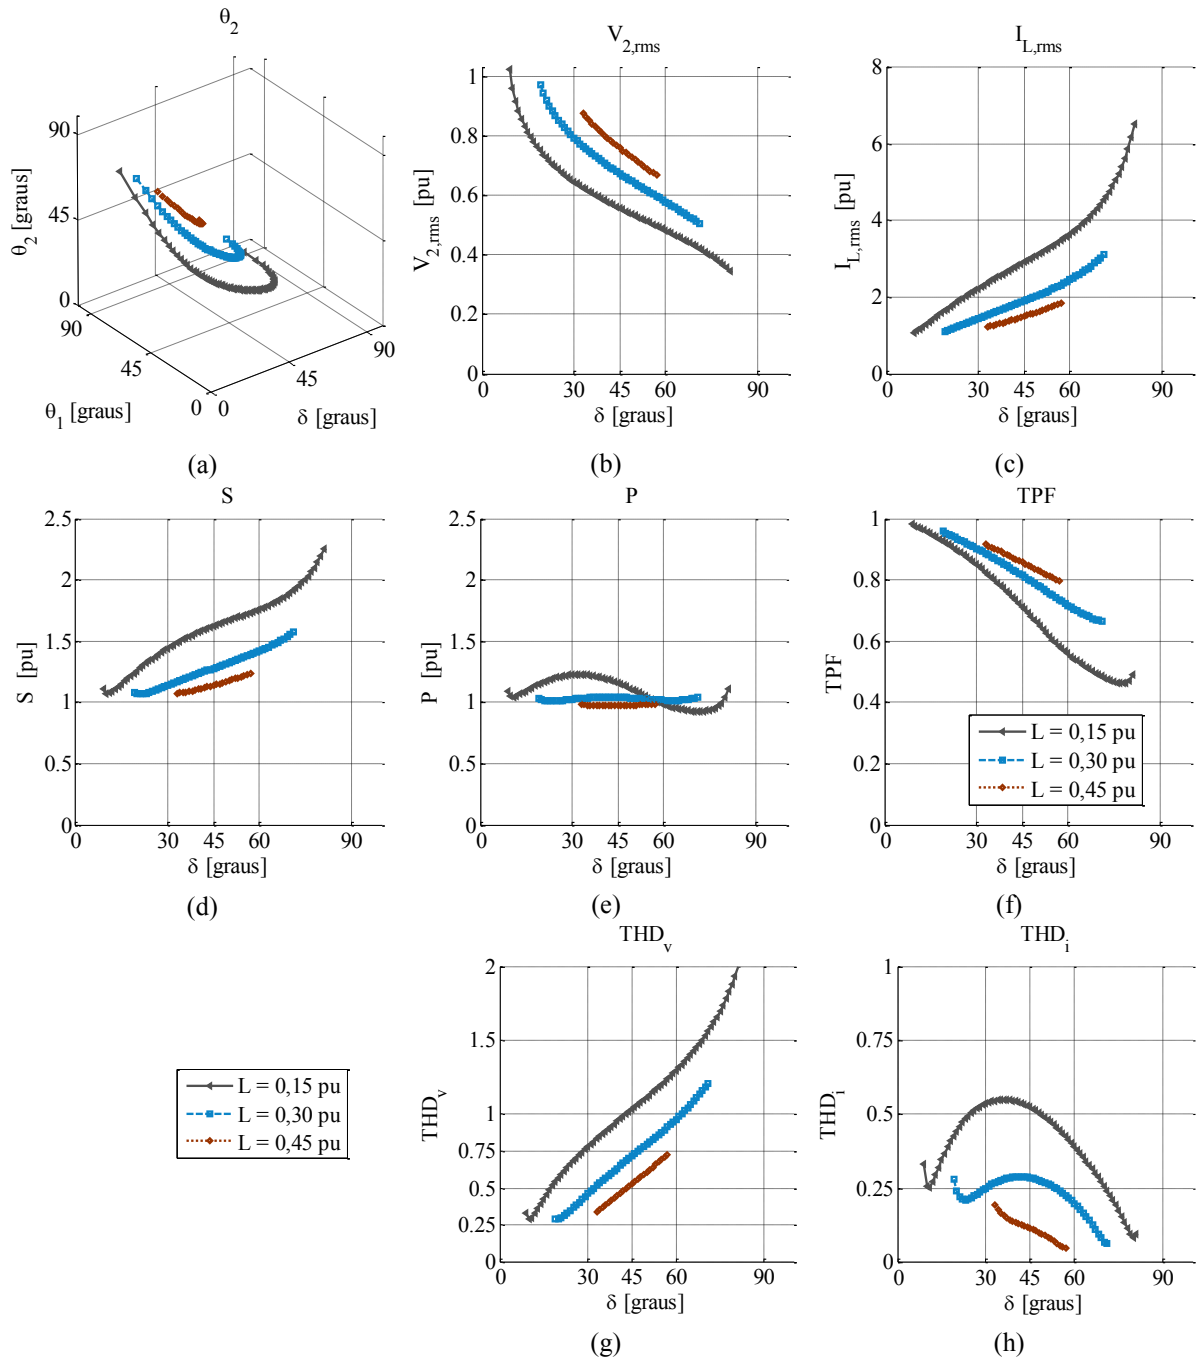 θ2
90
45
0
θ2 [graus]
90
45
0
θ1 [graus]
0
45
90
δ [graus]
(a)
V2,rms
1
0.8
0.6
0.4
0.2
0
V2,rms [pu]
0 30 45 60 90
δ [graus]
(b)
IL,rms
8
6
4
2
0
IL,rms [pu]
0 30 45 60 90
δ [graus]
(c)
S
2.5
2
1.5
1
0.5
0
S [pu]
0 30 45 60 90
δ [graus]
(d)
P
2.5
2
1.5
1
0.5
0
P [pu]
0 30 45 60 90
δ [graus]
(e)
TPF
1
0.8
0.6
0.4
0.2
0
TPF
L = 0,15 pu
L = 0,30 pu
L = 0,45 pu
0 30 45 60 90
δ [graus]
(f)
L = 0,15 pu
L = 0,30 pu
L = 0,45 pu
THDv
2
1.5
1
0.75
0.5
0.25
0
THDv
0 30 45 60 90
δ [graus]
(g)
THDi
1
0.75
0.5
0.25
0
THDi
0 30 45 60 90
δ [graus]
(h)